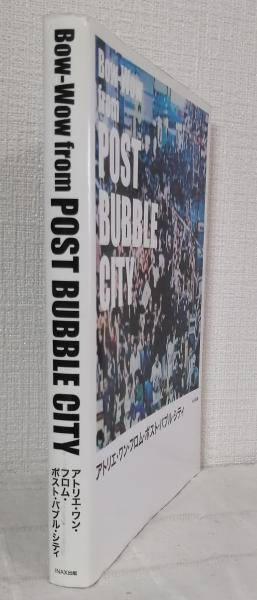 Bow-Wow from POST BUBBLE CITY
アトリエ・ワン・
フロム・
ポスト・バブル・シティ
INAX出版
Bow-Wow
from
POST
BUBBLE
CITY
アトリエ・ワン・フロム・ポスト・バブル・シティ